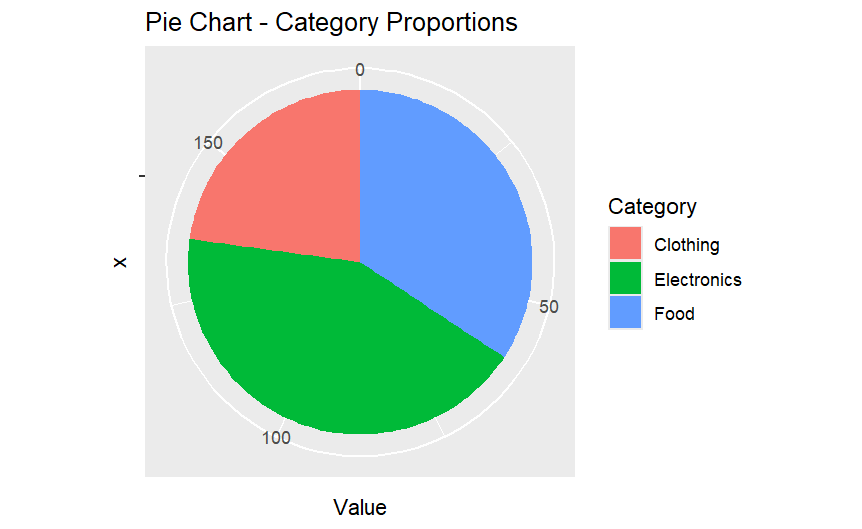 Pie Chart - Category Proportions
0
150
50
100
x
Value
Category
Clothing
Electronics
Food